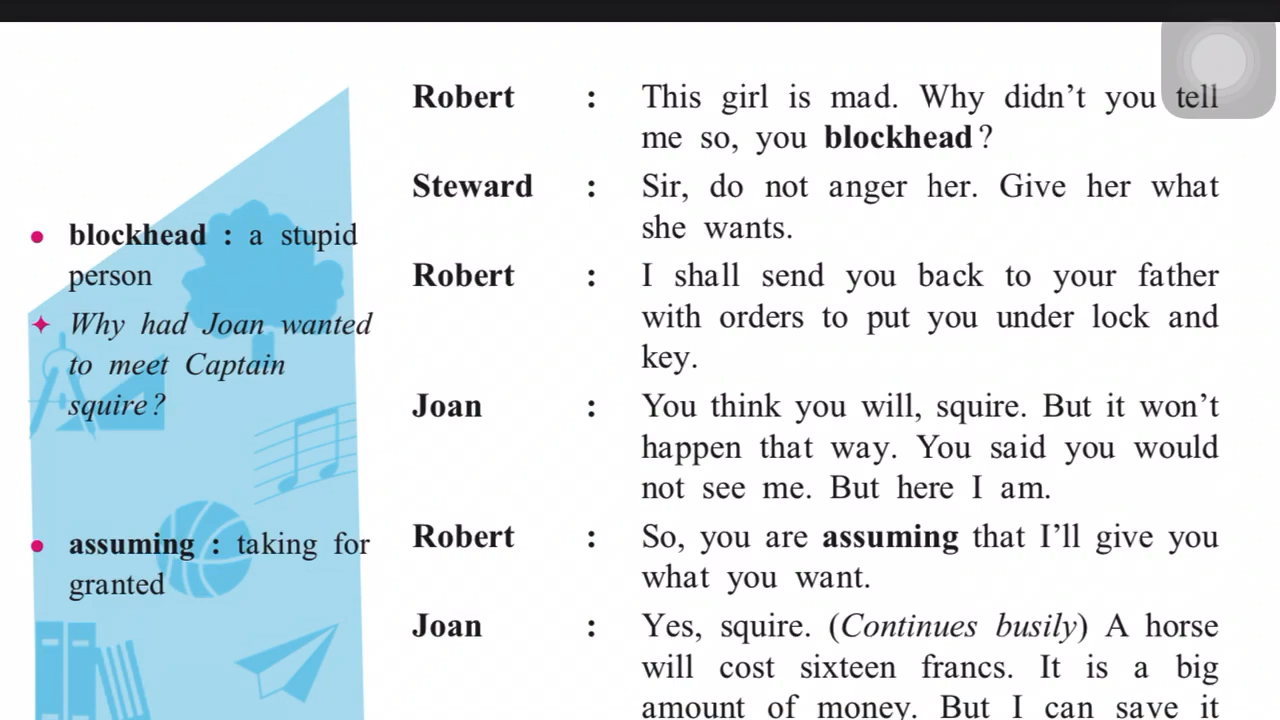 Robert : This girl is mad. Why didn't you tell
me so, you blockhead?
Steward : Sir, do not anger her. Give her what
she wants.
Robert : I shall send you back to your father
with orders to put you under lock and
key.
Joan : You think you will, squire. But it won't
happen that way. You said you would
not see me. But here I am.
Robert : So, you are assuming that I'll give you
what you want.
Joan : Yes, squire. (Continues busily) A horse
will cost sixteen francs. It is a big
amount of money. But I can save it
• blockhead : a stupid
person
✦ Why had Joan wanted
to meet Captain
squire?
• assuming : taking for
granted